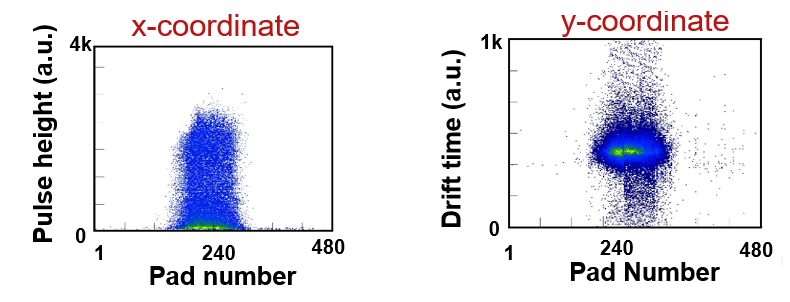 x-coordinate
4k
Pulse height (a.u.)
0
1
240
480
Pad number
y-coordinate
1k
Drift time (a.u.)
0
1
240
480
Pad Number